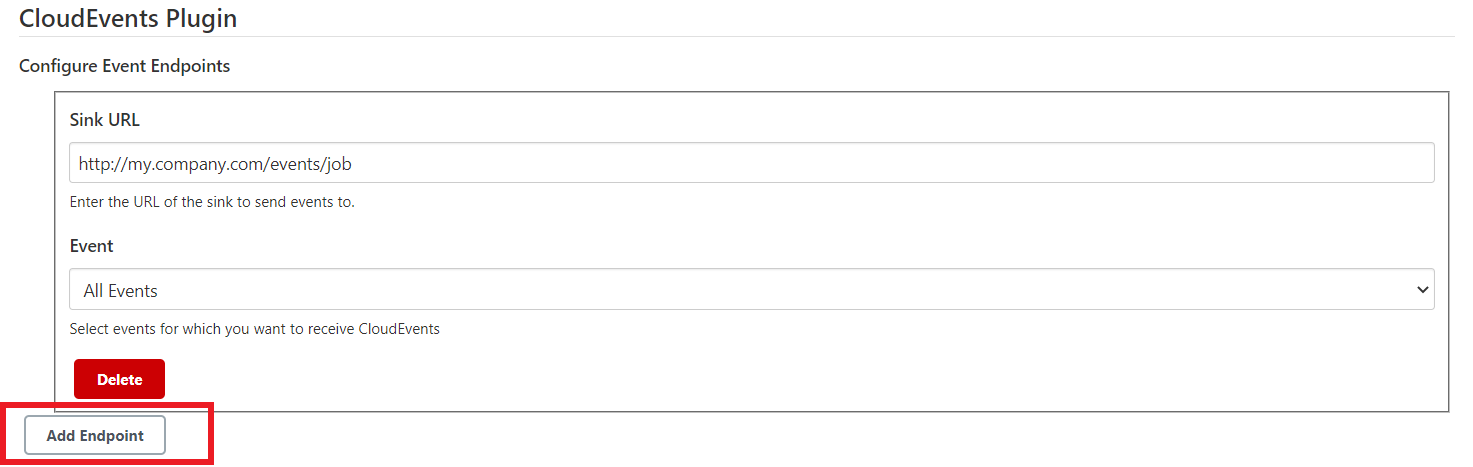 CloudEvents Plugin
Configure Event Endpoints
Sink URL
http://my.company.com/events/job
Enter the URL of the sink to send events to.
Event
All Events
Select events for which you want to receive CloudEvents
Delete
Add Endpoint